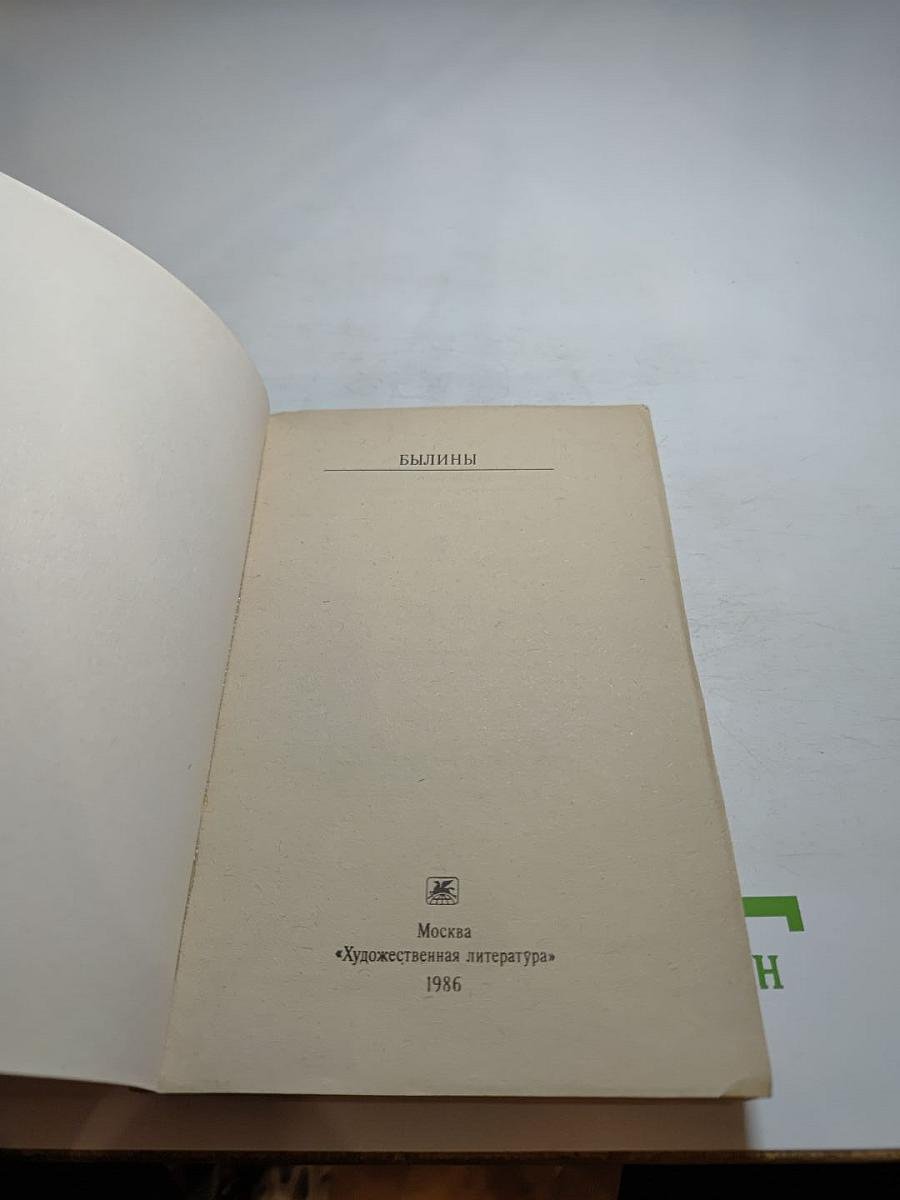 БЫЛИНЫ
Москва
«Художественная литература»
1986
Н